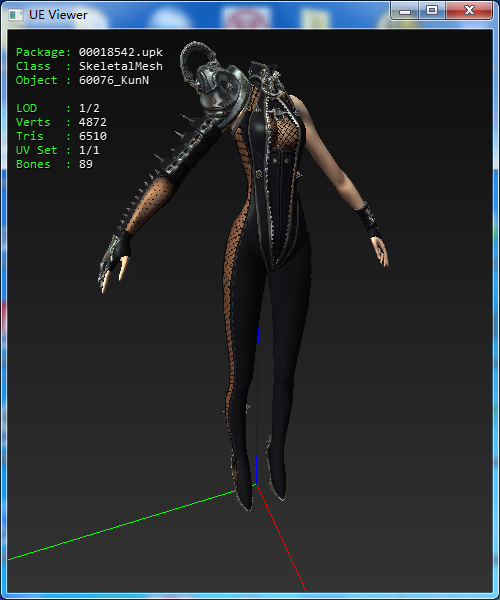 UE Viewer
Package: 00018542.upk
Class : SkeletalMesh
Object : 60076_KunN
LOD : 1/2
Verts : 4872
Tris : 6510
UV Set : 1/1
Bones : 89